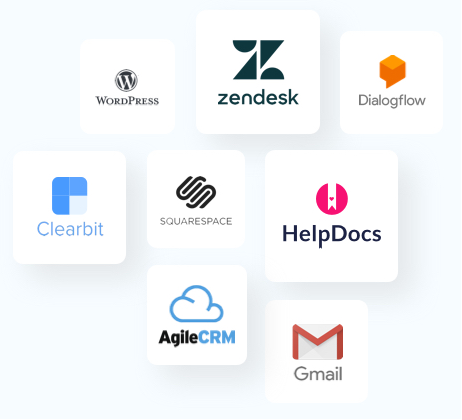 WORDPRESS
zendesk
Dialogflow
Clearbit
SQUARESPACE
HelpDocs
AgileCRM
Gmail